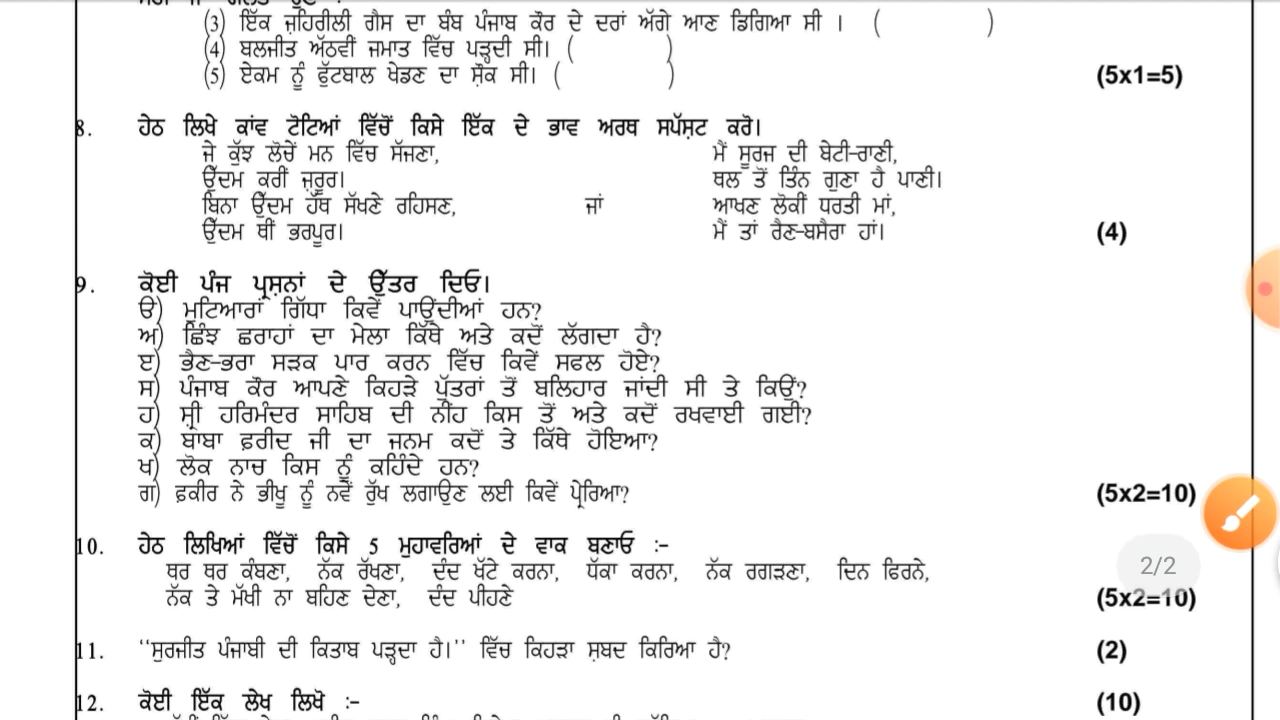 (3) ਇੱਕ ਜ਼ਹਿਰੀਲੀ ਗੈਸ ਦਾ ਬੰਬ ਪੰਜਾਬ ਕੌਰ ਦੇ ਦਰਾਂ ਅੱਗੇ ਆਣ ਡਿਗਿਆ ਸੀ । ( )
(4) ਬਲਜੀਤ ਅੱਠਵੀਂ ਜਮਾਤ ਵਿੱਚ ਪੜ੍ਹਦੀ ਸੀ। ( )
(5) ਏਕਮ ਨੂੰ ਫੁੱਟਬਾਲ ਖੇਡਣ ਦਾ ਸ਼ੌਕ ਸੀ। ( ) (5x1=5)
8. ਹੇਠ ਲਿਖੇ ਕਾਂਵ ਟੋਟਿਆਂ ਵਿੱਚੋਂ ਕਿਸੇ ਇੱਕ ਦੇ ਭਾਵ ਅਰਥ ਸਪੱਸ਼ਟ ਕਰੋ।
ਜੇ ਕੁੱਝ ਲੋਚੇਂ ਮਨ ਵਿੱਚ ਸੱਜਣਾ, ਮੈਂ ਸੂਰਜ ਦੀ ਬੇਟੀ-ਰਾਣੀ,
ਉੱਦਮ ਕਰੀਂ ਜ਼ੁਰੂਰ। ਥਲ ਤੋਂ ਤਿੰਨ ਗੁਣਾ ਹੈ ਪਾਣੀ।
ਬਿਨਾ ਉੱਦਮ ਹੱਥ ਸੱਖਣੇ ਰਹਿਸਣ, ਜਾਂ ਆਖਣ ਲੋਕੀਂ ਧਰਤੀ ਮਾਂ,
ਉੱਦਮ ਥੀਂ ਭਰਪੂਰ। ਮੈਂ ਤਾਂ ਰੈਣ-ਬਸੈਰਾ ਹਾਂ। (4)
9. ਕੋਈ ਪੰਜ ਪ੍ਰਸ਼ਨਾਂ ਦੇ ਉੱਤਰ ਦਿਓ।
ੳ) ਮੁਟਿਆਰਾਂ ਗਿੱਧਾ ਕਿਵੇਂ ਪਾਉਂਦੀਆਂ ਹਨ?
ਅ) ਛਿੰਝ ਛਰਾਹਾਂ ਦਾ ਮੇਲਾ ਕਿੱਥੇ ਅਤੇ ਕਦੋਂ ਲੱਗਦਾ ਹੈ?
ੲ) ਭੈਣ-ਭਰਾ ਸੜਕ ਪਾਰ ਕਰਨ ਵਿੱਚ ਕਿਵੇਂ ਸਫਲ ਹੋਏ?
ਸ) ਪੰਜਾਬ ਕੌਰ ਆਪਣੇ ਕਿਹੜੇ ਪੁੱਤਰਾਂ ਤੋਂ ਬਲਿਹਾਰ ਜਾਂਦੀ ਸੀ ਤੇ ਕਿਉਂ?
ਹ) ਸ੍ਰੀ ਹਰਿਮੰਦਰ ਸਾਹਿਬ ਦੀ ਨੀਂਹ ਕਿਸ ਤੋਂ ਅਤੇ ਕਦੋਂ ਰਖਵਾਈ ਗਈ?
ਕ) ਬਾਬਾ ਫ਼ਰੀਦ ਜੀ ਦਾ ਜਨਮ ਕਦੋਂ ਤੇ ਕਿੱਥੇ ਹੋਇਆ?
ਖ) ਲੋਕ ਨਾਚ ਕਿਸ ਨੂੰ ਕਹਿੰਦੇ ਹਨ?
ਗ) ਫ਼ਕੀਰ ਨੇ ਭੀਖੂ ਨੂੰ ਨਵੇਂ ਰੁੱਖ ਲਗਾਉਣ ਲਈ ਕਿਵੇਂ ਪ੍ਰੇਰਿਆ? (5x2=10)
10. ਹੇਠ ਲਿਖਿਆਂ ਵਿੱਚੋਂ ਕਿਸੇ 5 ਮੁਹਾਵਰਿਆਂ ਦੇ ਵਾਕ ਬਣਾਓ :-
ਥਰ ਥਰ ਕੰਬਣਾ, ਨੱਕ ਰੱਖਣਾ, ਦੰਦ ਖੱਟੇ ਕਰਨਾ, ਧੱਕਾ ਕਰਨਾ, ਨੱਕ ਰਗੜਣਾ, ਦਿਨ ਫਿਰਨੇ,
2/2
ਨੱਕ ਤੇ ਮੱਖੀ ਨਾ ਬਹਿਣ ਦੇਣਾ, ਦੰਦ ਪੀਹਣੇ (5x2=10)
11. ‘‘ਸੁਰਜੀਤ ਪੰਜਾਬੀ ਦੀ ਕਿਤਾਬ ਪੜ੍ਹਦਾ ਹੈ।’’ ਵਿੱਚ ਕਿਹੜਾ ਸ਼ਬਦ ਕਿਰਿਆ ਹੈ? (2)
12. ਕੋਈ ਇੱਕ ਲੇਖ ਲਿਖੋ :- (10)